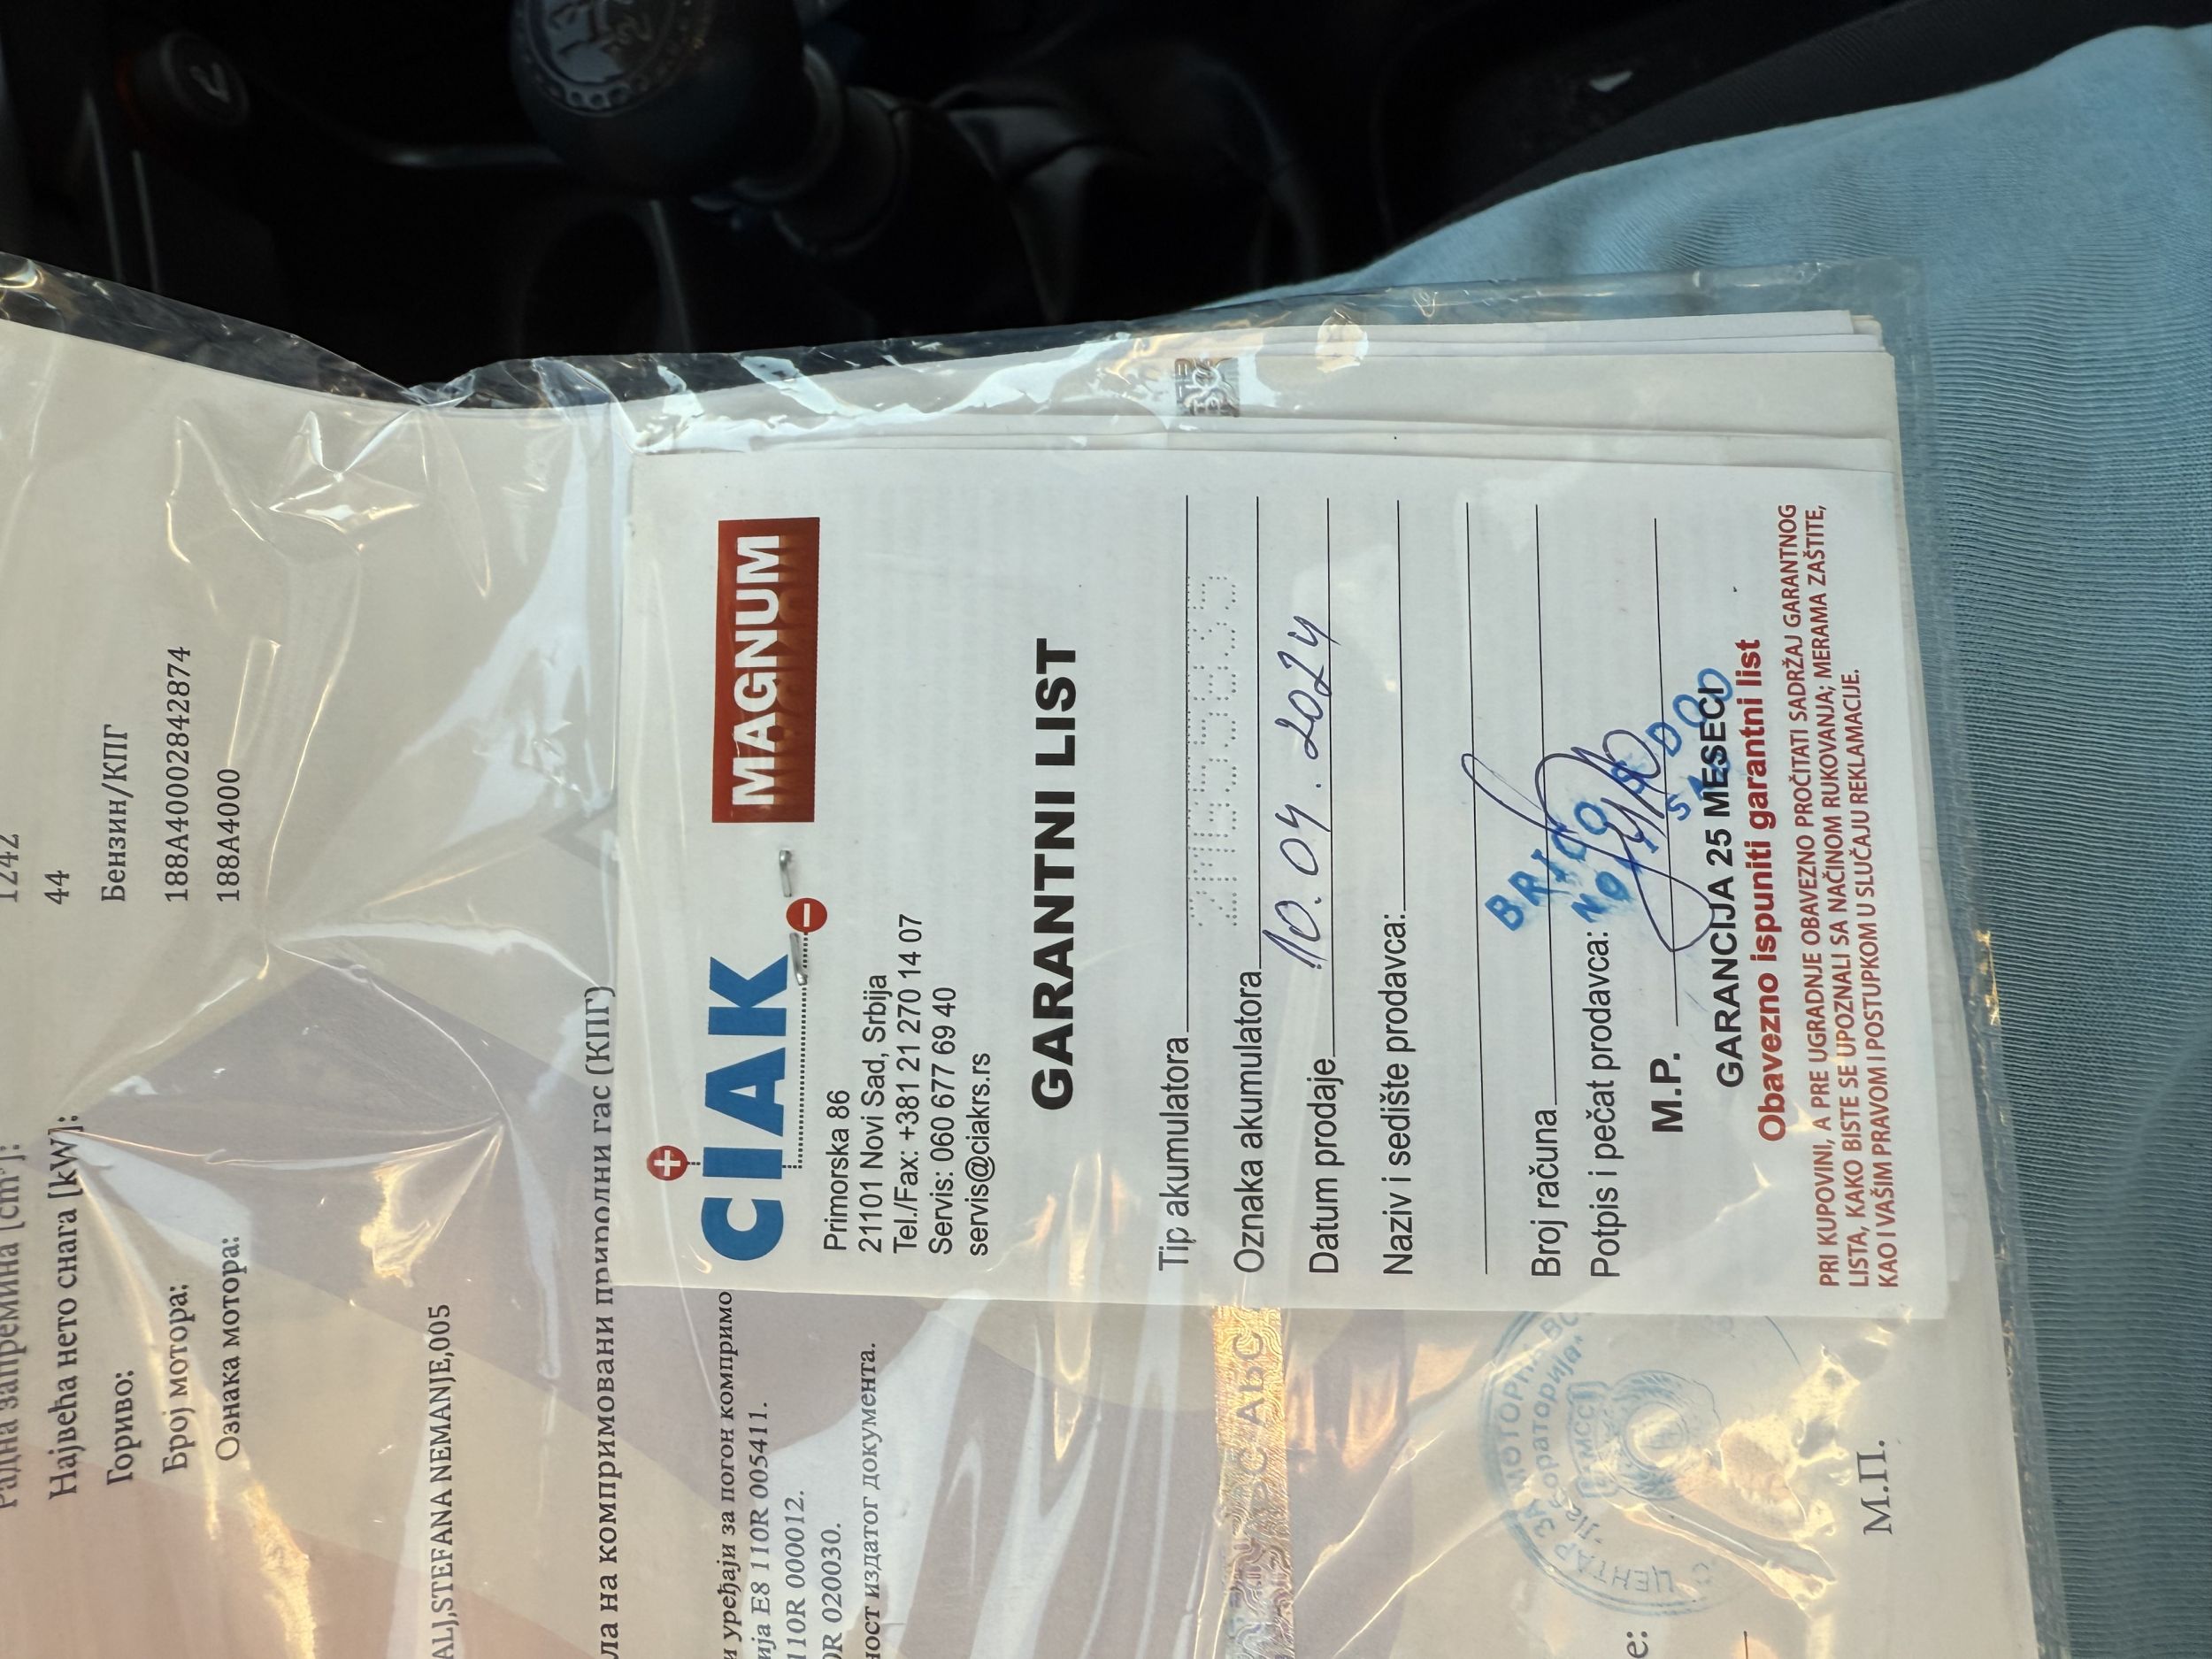 1242
44
Највећа нето снага [kW]:
Бензин/КПГ
Гориво:
188A40002842874
Број мотора:
188A4000
Ознака мотора:
STEFANA NEMANJE,005
на компримовани природни гас (КПГ)
уређаји за погон
E8 110R 005411.
110R 000012.
020030.
издатог документа.
М.П.
CIAK
MAGNUM
Primorska 86
21101 Novi Sad, Srbija
Tel./Fax: +381 21 270 14 07
Servis: 060 677 69 40
servis@ciakrs.rs
GARANTNI LIST
Tip akumulatora
Oznaka akumulatora
Datum prodaje 10.04.2024
Naziv i sedište prodavca:
Broj računa
Potpis i pečat prodavca:
M.P.
GARANCIJA 25 MESECI
Obavezno ispuniti garantni list
PRI KUPOVINI, A PRE UGRADNJE OBAVEZNO PROČITATI SADRŽAJ GARANTNOG
LISTA, KAKO BISTE SE UPOZNALI SA NAČINOM RUKOVANJA; MERAMA ZAŠTITE,
KAO I VAŠIM PRAVOM I POSTUPKOM U SLUČAJU REKLAMACIJE.